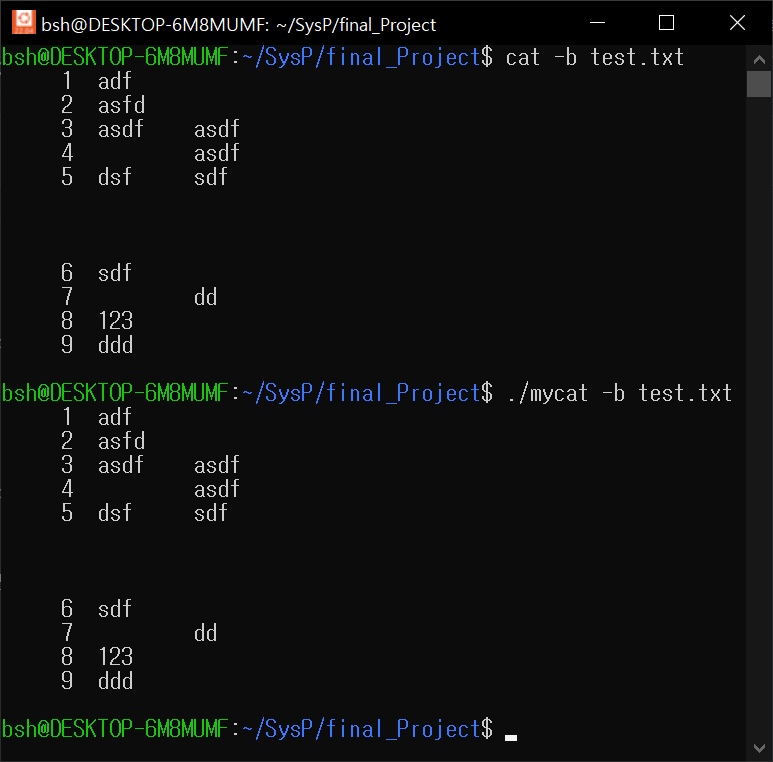 bsh@DESKTOP-6M8MUMF: ~/SysP/final_Project
bsh@DESKTOP-6M8MUMF:~/SysP/final_Project$ cat -b test.txt
     1  adf
     2  asfd
     3  asdf    asdf
     4          asdf
     5  dsf     sdf
     6  sdf
     7          dd
     8  123
     9  ddd
bsh@DESKTOP-6M8MUMF:~/SysP/final_Project$ ./mycat -b test.txt
     1  adf
     2  asfd
     3  asdf    asdf
     4          asdf
     5  dsf     sdf
     6  sdf
     7          dd
     8  123
     9  ddd
bsh@DESKTOP-6M8MUMF:~/SysP/final_Project$